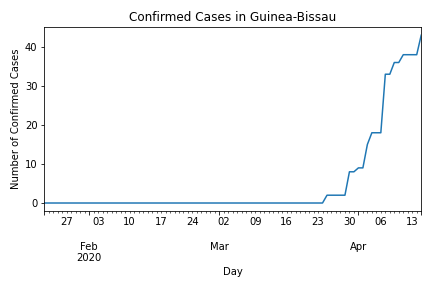 Confirmed Cases in Guinea-Bissau
Number of Confirmed Cases
40
30
20
10
0
27 03 10 17 24 02 09 16 23 30 06 13
Feb Mar Apr
2020
Day